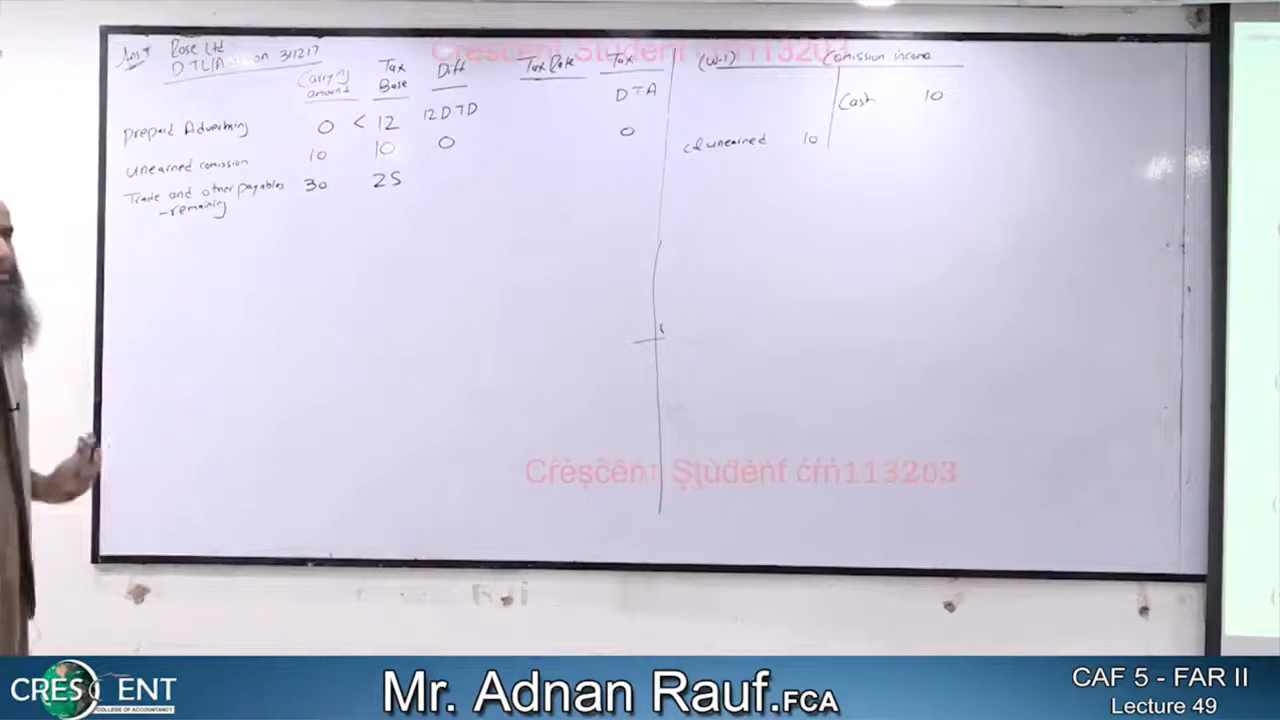 Ans
Rose Ltd
DTL/A on 31/12/17
Carrying amount
Tax Base
Diff
Tax Rate
Tax
DTA
Prepaid Advertising 0 < 12 12 DTD
unearned comission 10 10 0 0
Trade and other payables 30 25
- remaining
(W-1) Comission income
Cash 10
unearned 10
Crescent Student crn113203
Crescent Student crn113203
CRESCENT
COLLEGE OF ACCOUNTANCY
Mr. Adnan Rauf.FCA
CAF 5 - FAR II
Lecture 49